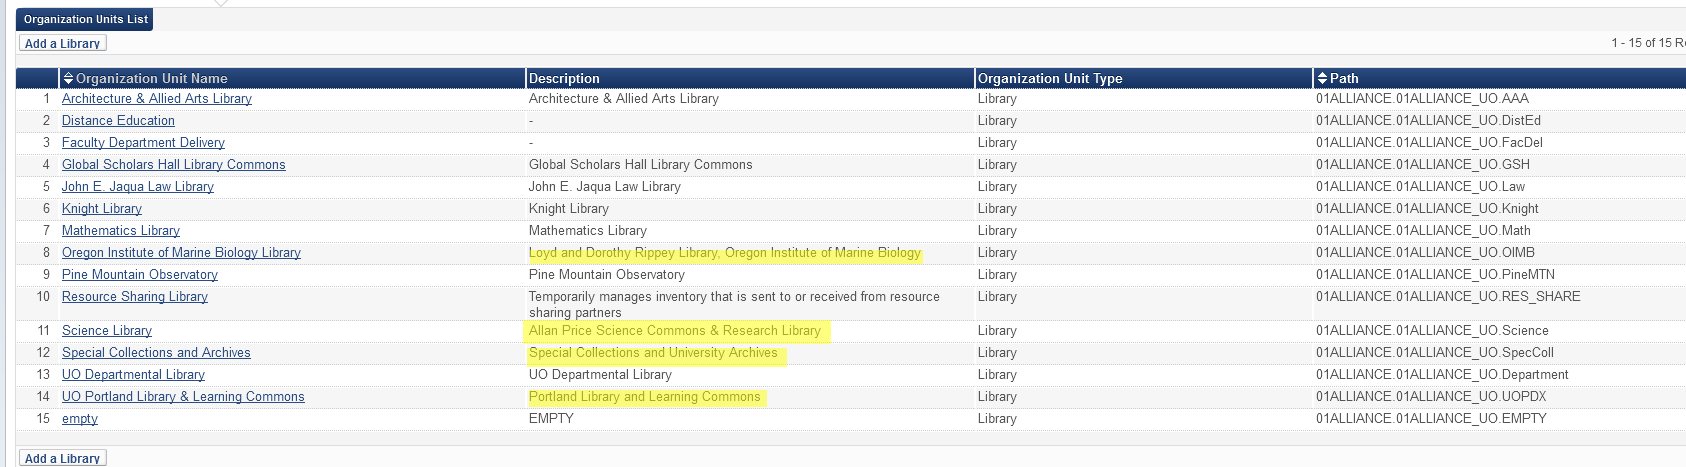 Organization Units List
Add a Library
1 - 15 of 15 Re
Organization Unit Name Description Organization Unit Type Path
1 Architecture & Allied Arts Library Architecture & Allied Arts Library Library 01ALLIANCE.01ALLIANCE_UO.AAA
2 Distance Education - Library 01ALLIANCE.01ALLIANCE_UO.DistEd
3 Faculty Department Delivery - Library 01ALLIANCE.01ALLIANCE_UO.FacDel
4 Global Scholars Hall Library Commons Global Scholars Hall Library Commons Library 01ALLIANCE.01ALLIANCE_UO.GSH
5 John E. Jaqua Law Library John E. Jaqua Law Library Library 01ALLIANCE.01ALLIANCE_UO.Law
6 Knight Library Knight Library Library 01ALLIANCE.01ALLIANCE_UO.Knight
7 Mathematics Library Mathematics Library Library 01ALLIANCE.01ALLIANCE_UO.Math
8 Oregon Institute of Marine Biology Library Loyd and Dorothy Rippey Library, Oregon Institute of Marine Biology Library 01ALLIANCE.01ALLIANCE_UO.OIMB
9 Pine Mountain Observatory Pine Mountain Observatory Library 01ALLIANCE.01ALLIANCE_UO.PineMTN
10 Resource Sharing Library Temporarily manages inventory that is sent to or received from resource Library 01ALLIANCE.01ALLIANCE_UO.RES_SHARE
sharing partners
11 Science Library Allan Price Science Commons & Research Library Library 01ALLIANCE.01ALLIANCE_UO.Science
12 Special Collections and Archives Special Collections and University Archives Library 01ALLIANCE.01ALLIANCE_UO.SpecColl
13 UO Departmental Library UO Departmental Library Library 01ALLIANCE.01ALLIANCE_UO.Department
14 UO Portland Library & Learning Commons Portland Library and Learning Commons Library 01ALLIANCE.01ALLIANCE_UO.UOPDX
15 empty EMPTY Library 01ALLIANCE.01ALLIANCE_UO.EMPTY
Add a Library